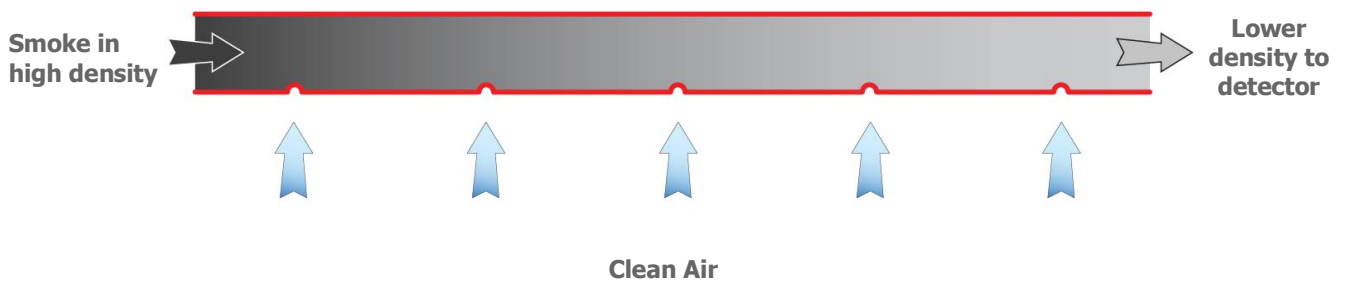 Smoke in
high density
Lower
density to
detector
Clean Air